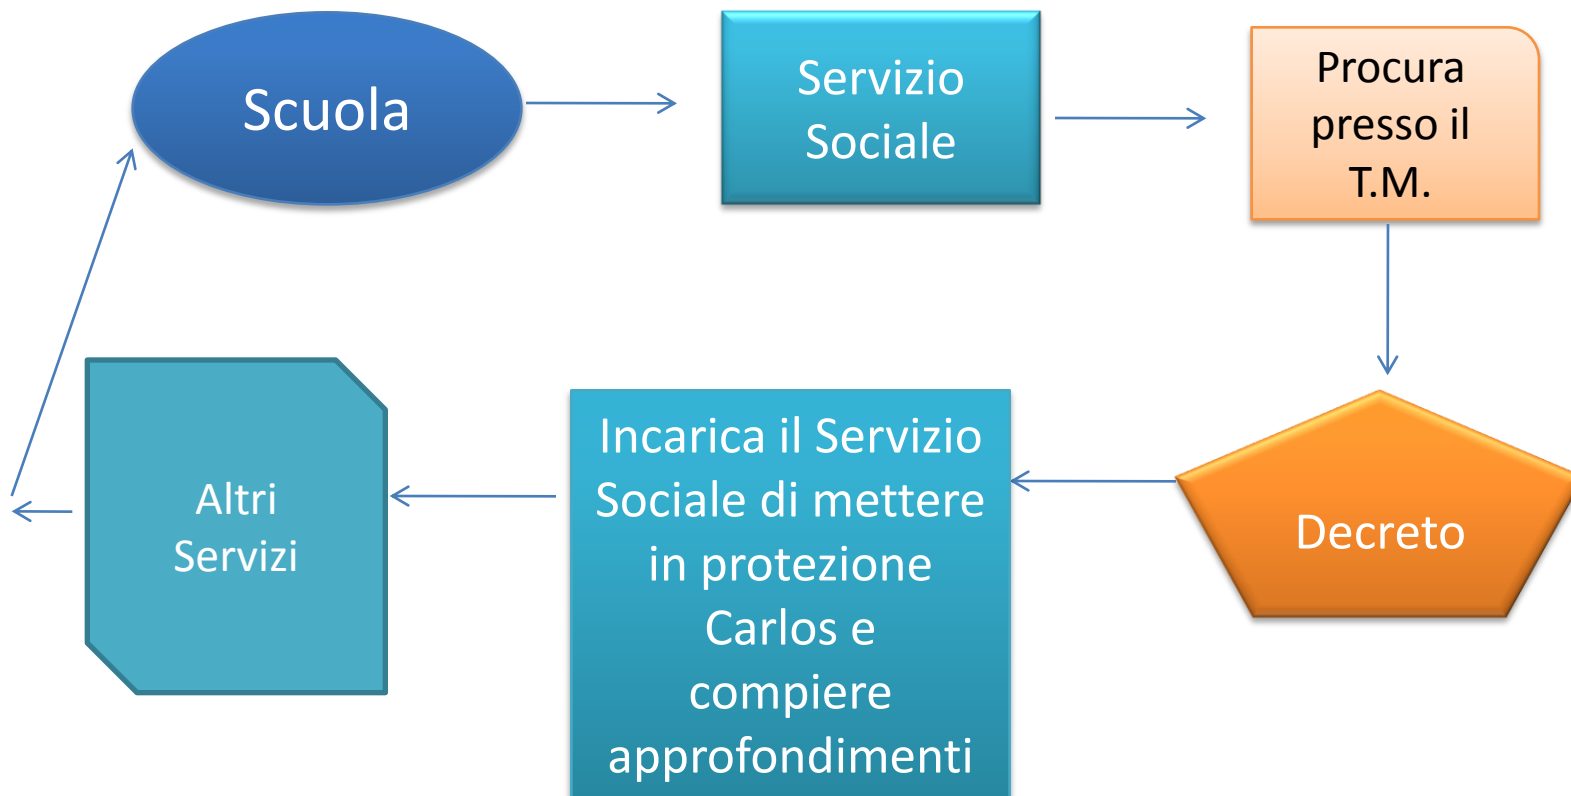 Scuola
Servizio
Sociale
Procura
presso il
T.M.
Altri
Servizi
Incarica il Servizio
Sociale di mettere
in protezione
Carlos e
compiere
approfondimenti
Decreto